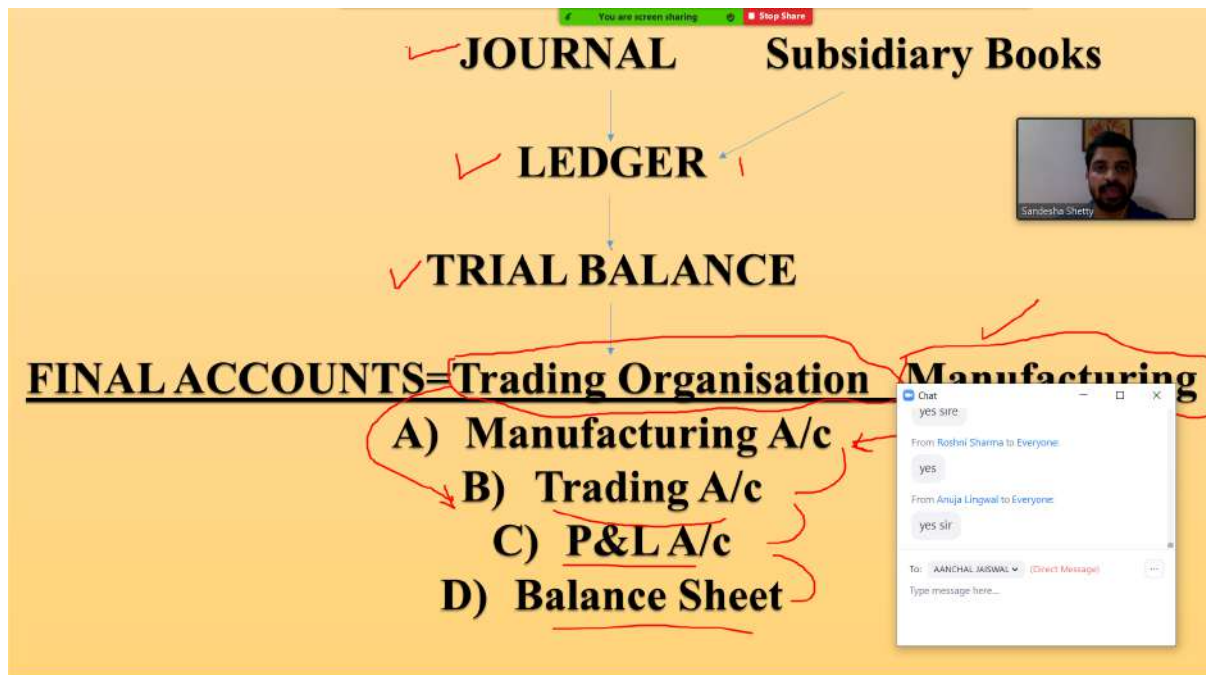 You are screen sharing Stop Share
JOURNAL Subsidiary Books
LEDGER
Sandesha Shetty
TRIAL BALANCE
FINAL ACCOUNTS=Trading Organisation Manufacturing
A) Manufacturing A/c
B) Trading A/c
C) P&L A/c
D) Balance Sheet
Chat
yes sire
From Roshni Sharma to Everyone:
yes
From Anuja Lingwal to Everyone:
yes sir
To: AANCHAL JAISWAL (Direct Message)
Type message here...